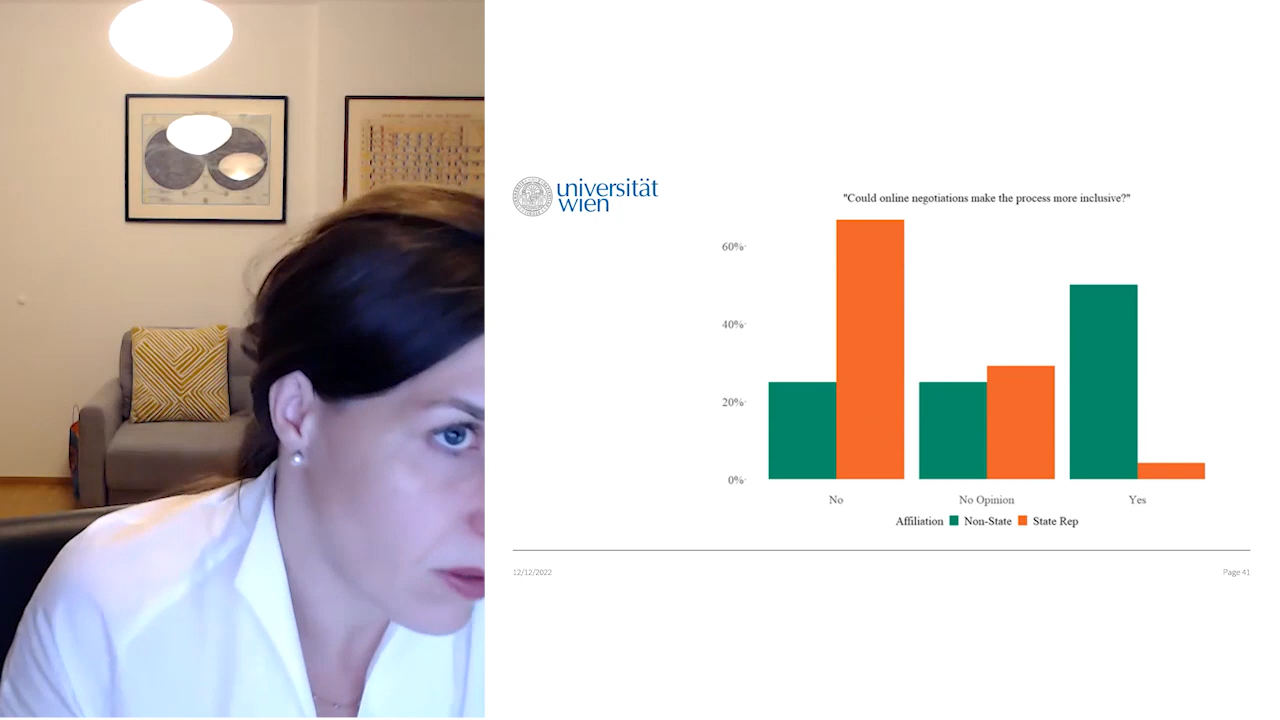 universität
wien
"Could online negotiations make the process more inclusive?"
60%
40%
20%
0%
No
No Opinion
Yes
Affiliation Non-State State Rep
12/12/2022
Page 41